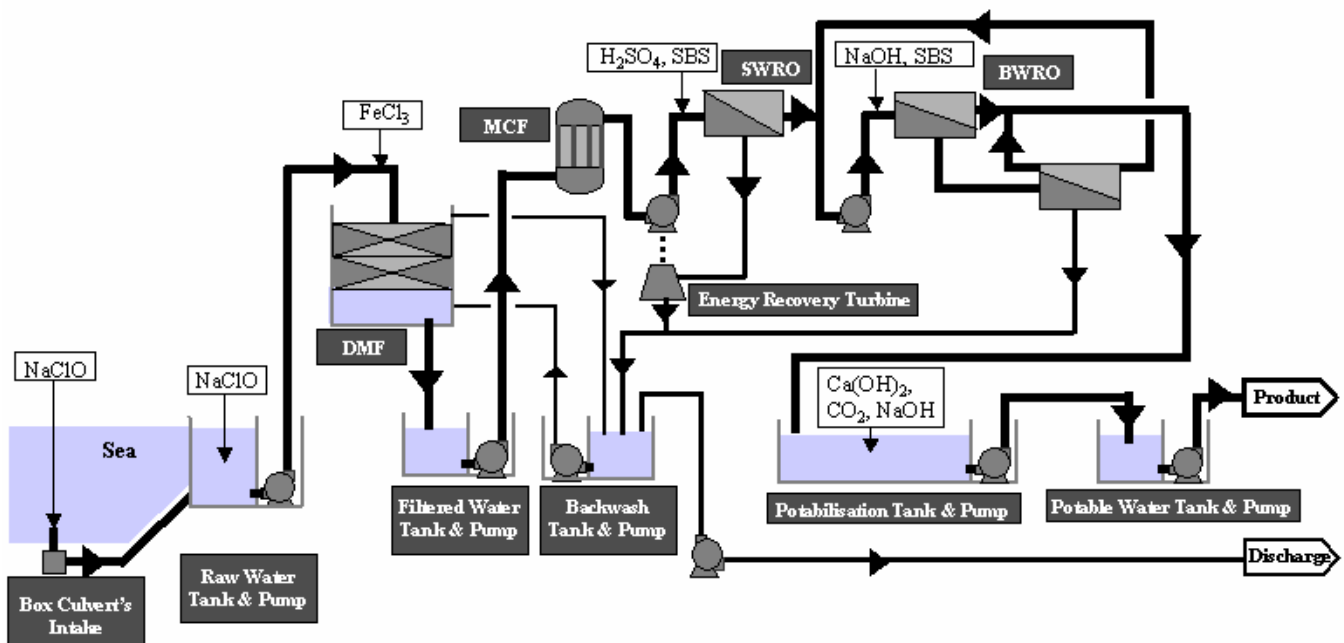 H₂SO₄, SBS
SWRO
NaOH, SBS
BWRO
FeCl₃
MCF
Energy Recovery Turbine
DMF
NaClO
NaClO
Ca(OH)₂,
CO₂, NaOH
Product
Sea
Filtered Water
Tank & Pump
Backwash
Tank & Pump
Potabilisation Tank & Pump
Potable Water Tank & Pump
Raw Water
Tank & Pump
Discharge
Box Culvert's
Intake